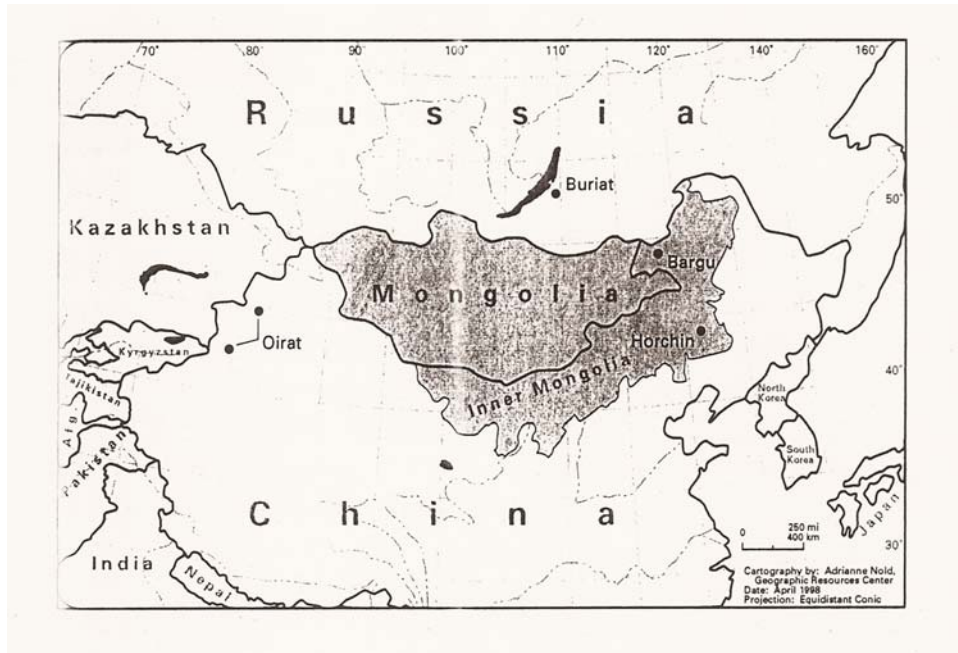 70° 80° 90° 100° 110° 120° 140° 160°
Russia
Buriat
50°
Kazakhstan
Bargu
Mongolia
Oirat
Horchin
Kyrgyzstan
Inner Mongolia
Tajikistan
40°
North
Korea
Afg
Pakistan
South
Korea
China
Japan
250 mi
0
400 km
30°
India
Nepal
Cartography by: Adrianne Nold,
Geographic Resources Center
Date: April 1998
Projection: Equidistant Conic